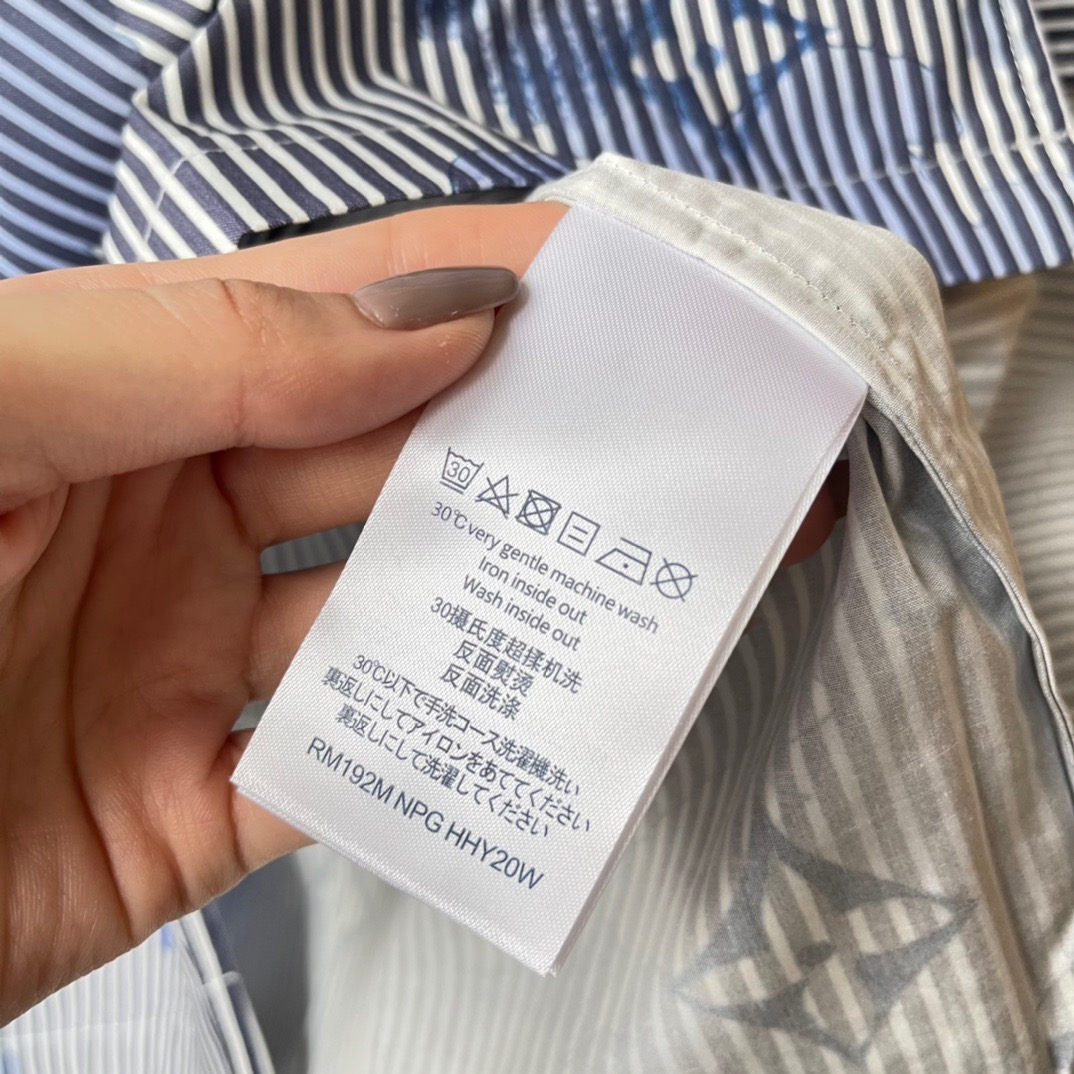 30
30℃ very gentle machine wash
Iron inside out
Wash inside out
30摄氏度超揉机洗
反面熨烫
反面洗涤
30℃以下で手洗コース洗濯機洗い
裏返しにしてアイロンをあててください
裏返しにして洗濯してください
RM192M NPG HHY20W